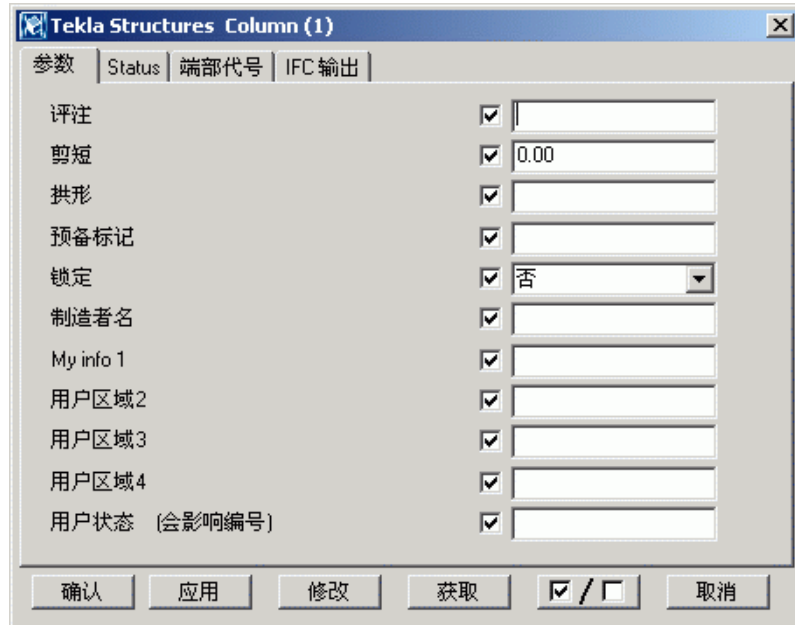 Tekla Structures Column (1)
参数 Status 端部代号 IFC 输出
评注
剪短 0.00
拱形
预备标记
锁定 否
制造者名
My info 1
用户区域2
用户区域3
用户区域4
用户状态 (会影响编号)
确认 应用 修改 获取 / 取消